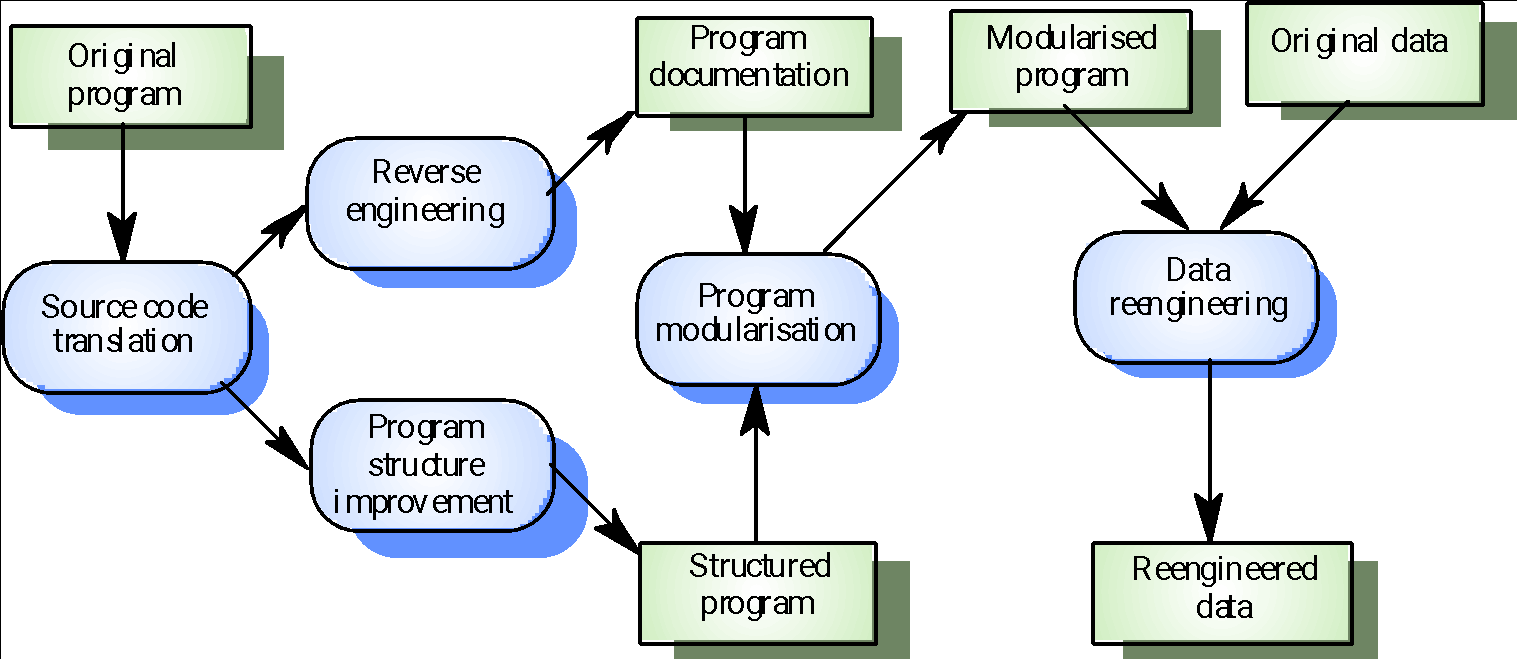 Original
program
Program
documentation
Modularised
program
Original data
Reverse
engineering
Source code
translation
Program
modularisation
Data
reengineering
Program
structure
improvement
Structured
program
Reengineered
data